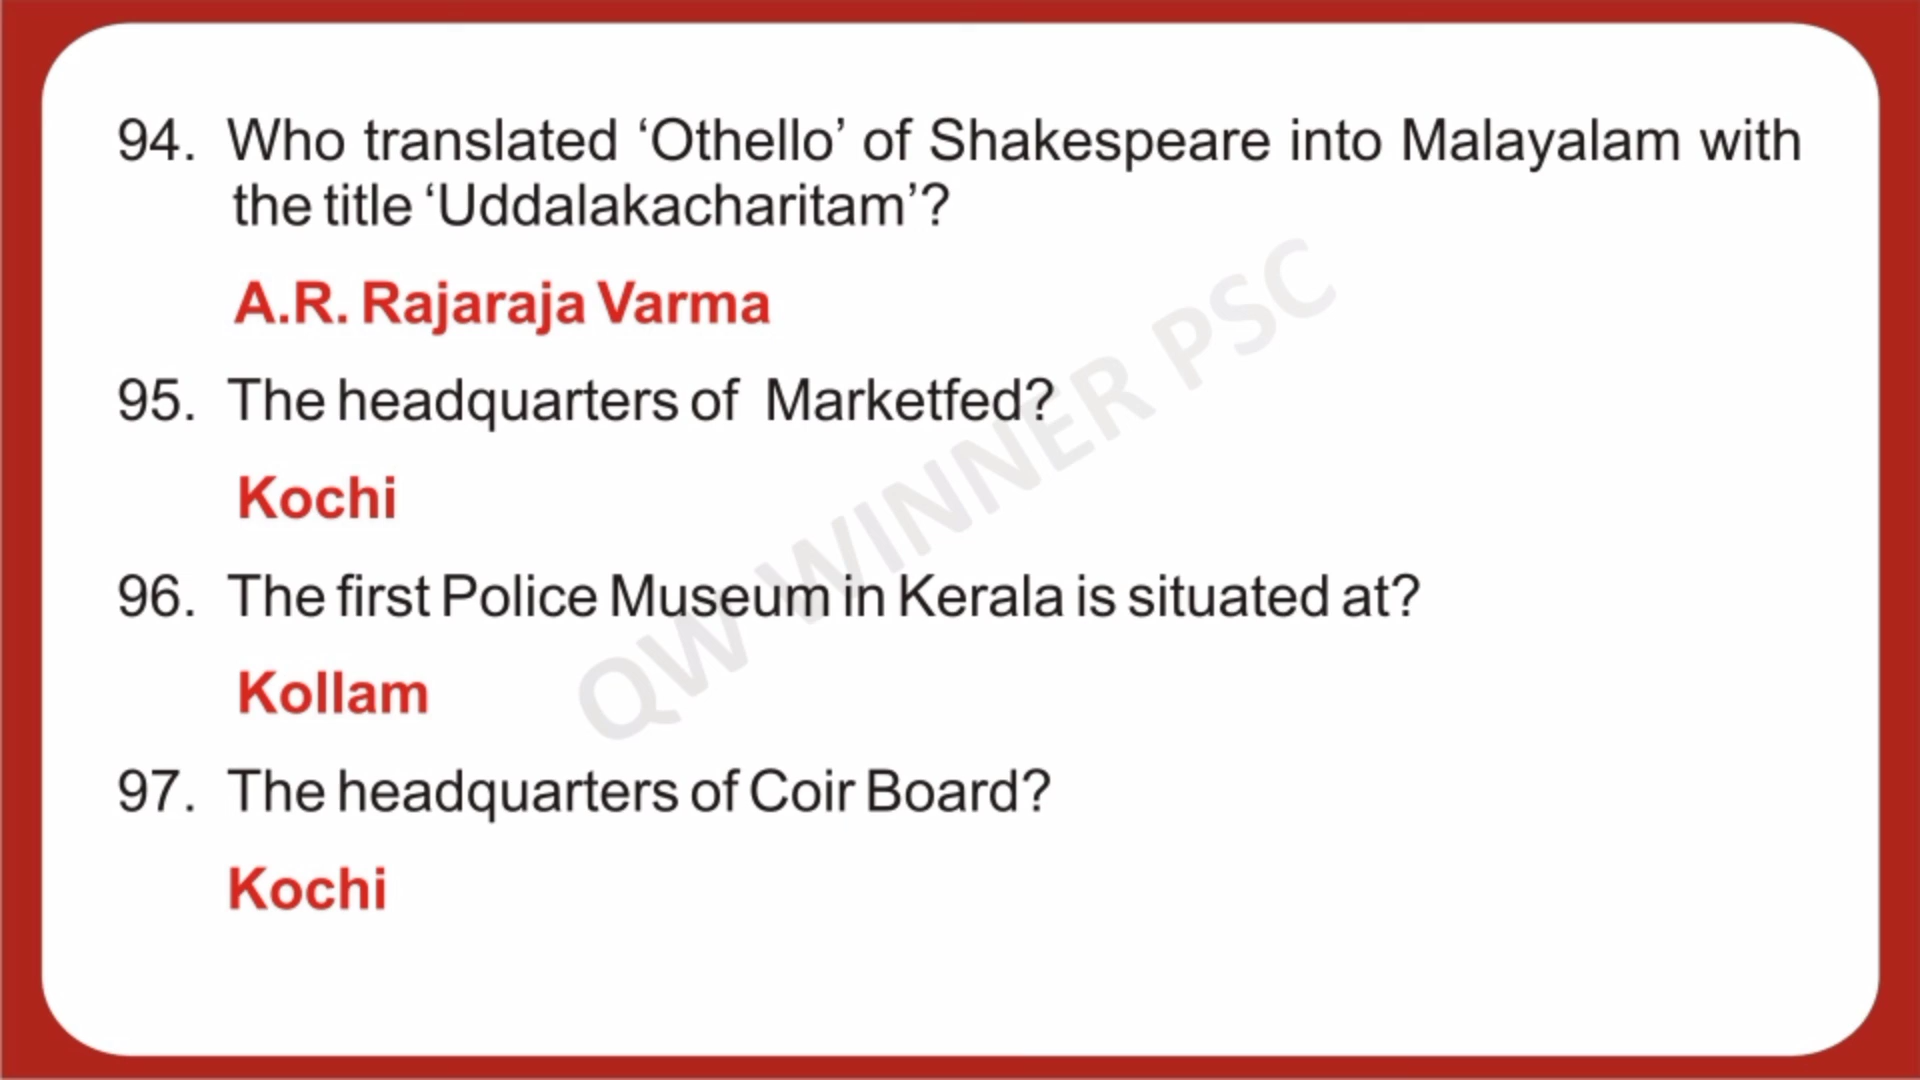 94. Who translated ‘Othello’ of Shakespeare into Malayalam with
the title ‘Uddalakacharitam’?
A.R. Rajaraja Varma
95. The headquarters of Marketfed?
Kochi
96. The first Police Museum in Kerala is situated at?
Kollam
97. The headquarters of Coir Board?
Kochi
QW WINNER PSC